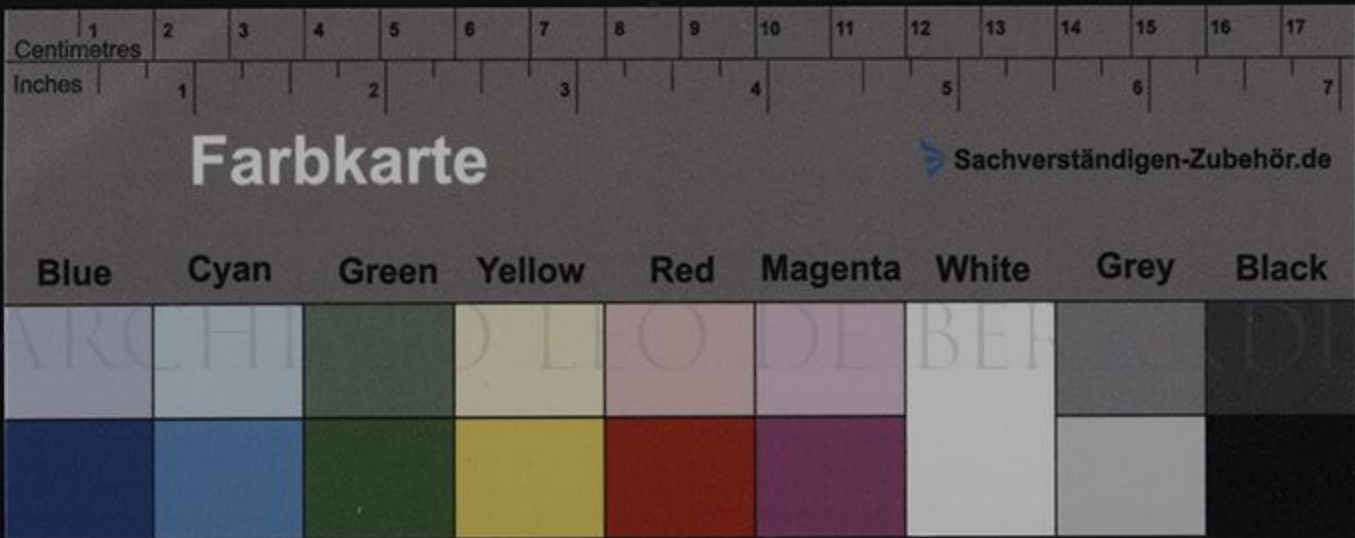 1 2 3 4 5 6 7 8 9 10 11 12 13 14 15 16 17
Centimetres
Inches 1 2 3 4 5 6 7
Farbkarte
Sachverständigen-Zubehör.de
Blue Cyan Green Yellow Red Magenta White Grey Black
LEO DE